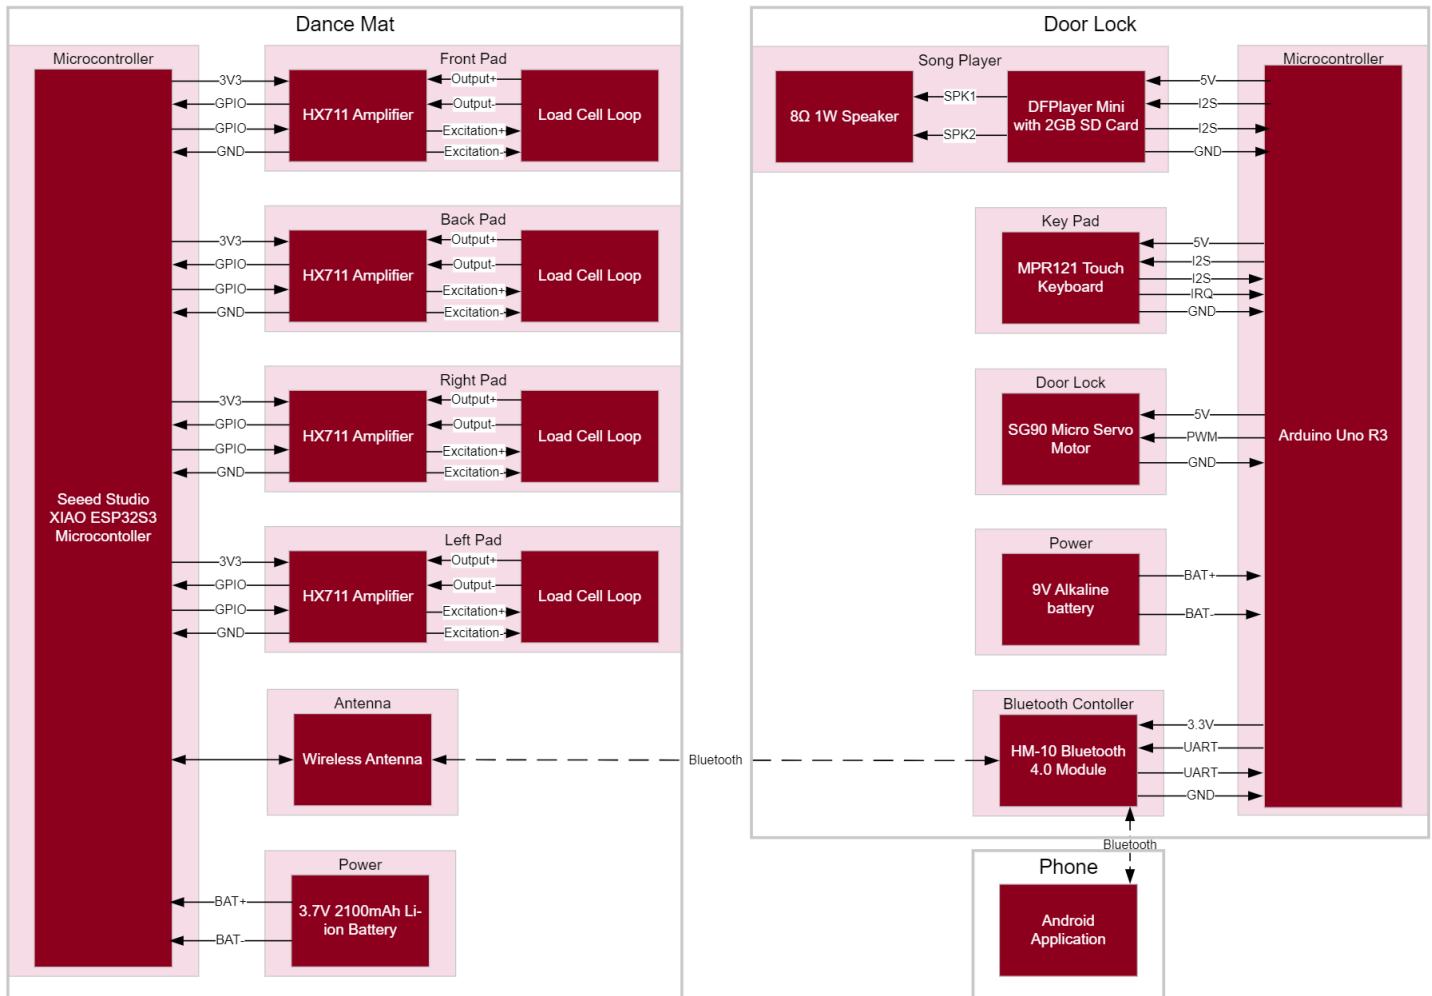 Dance Mat
Microcontroller
Seeed Studio
XIAO ESP32S3
Microcontoller
Front Pad
3V3
GPIO
GPIO
GND
HX711 Amplifier
Output+
Output-
Excitation+
Excitation-
Load Cell Loop
Back Pad
3V3
GPIO
GPIO
GND
HX711 Amplifier
Output+
Output-
Excitation+
Excitation-
Load Cell Loop
Right Pad
3V3
GPIO
GPIO
GND
HX711 Amplifier
Output+
Output-
Excitation+
Excitation-
Load Cell Loop
Left Pad
3V3
GPIO
GPIO
GND
HX711 Amplifier
Output+
Output-
Excitation+
Excitation-
Load Cell Loop
Antenna
Wireless Antenna
Bluetooth
Power
BAT+
BAT-
3.7V 2100mAh Li-
ion Battery
Door Lock
Song Player
8Ω 1W Speaker
SPK1
SPK2
DFPlayer Mini
with 2GB SD Card
5V
I2S
I2S
GND
Microcontroller
Arduino Uno R3
Key Pad
MPR121 Touch
Keyboard
5V
I2S
I2S
IRQ
GND
Door Lock
SG90 Micro Servo
Motor
5V
PWM
GND
Power
9V Alkaline
battery
BAT+
BAT-
Bluetooth Contoller
HM-10 Bluetooth
4.0 Module
3.3V
UART
UART
GND
Bluetooth
Phone
Android
Application